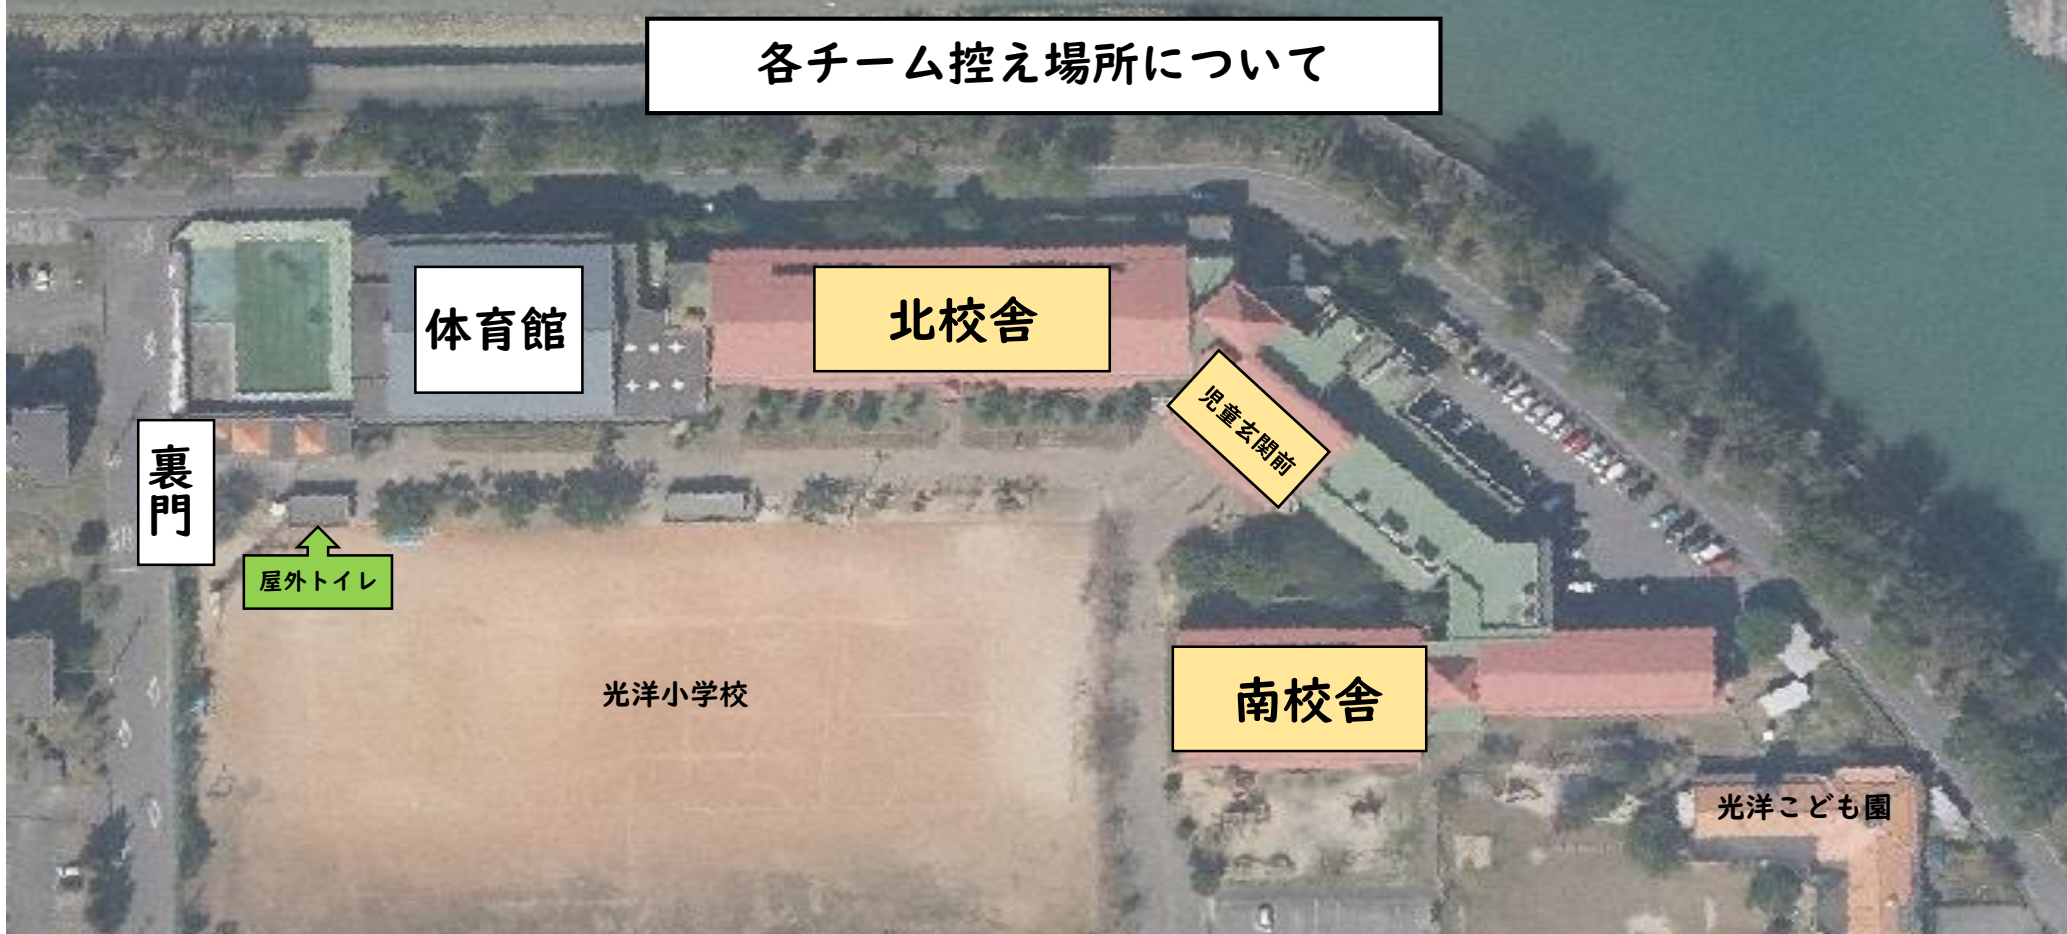 各チーム控え場所について
体育館
北校舎
児童玄関前
裏門
屋外トイレ
光洋小学校
南校舎
光洋こども園